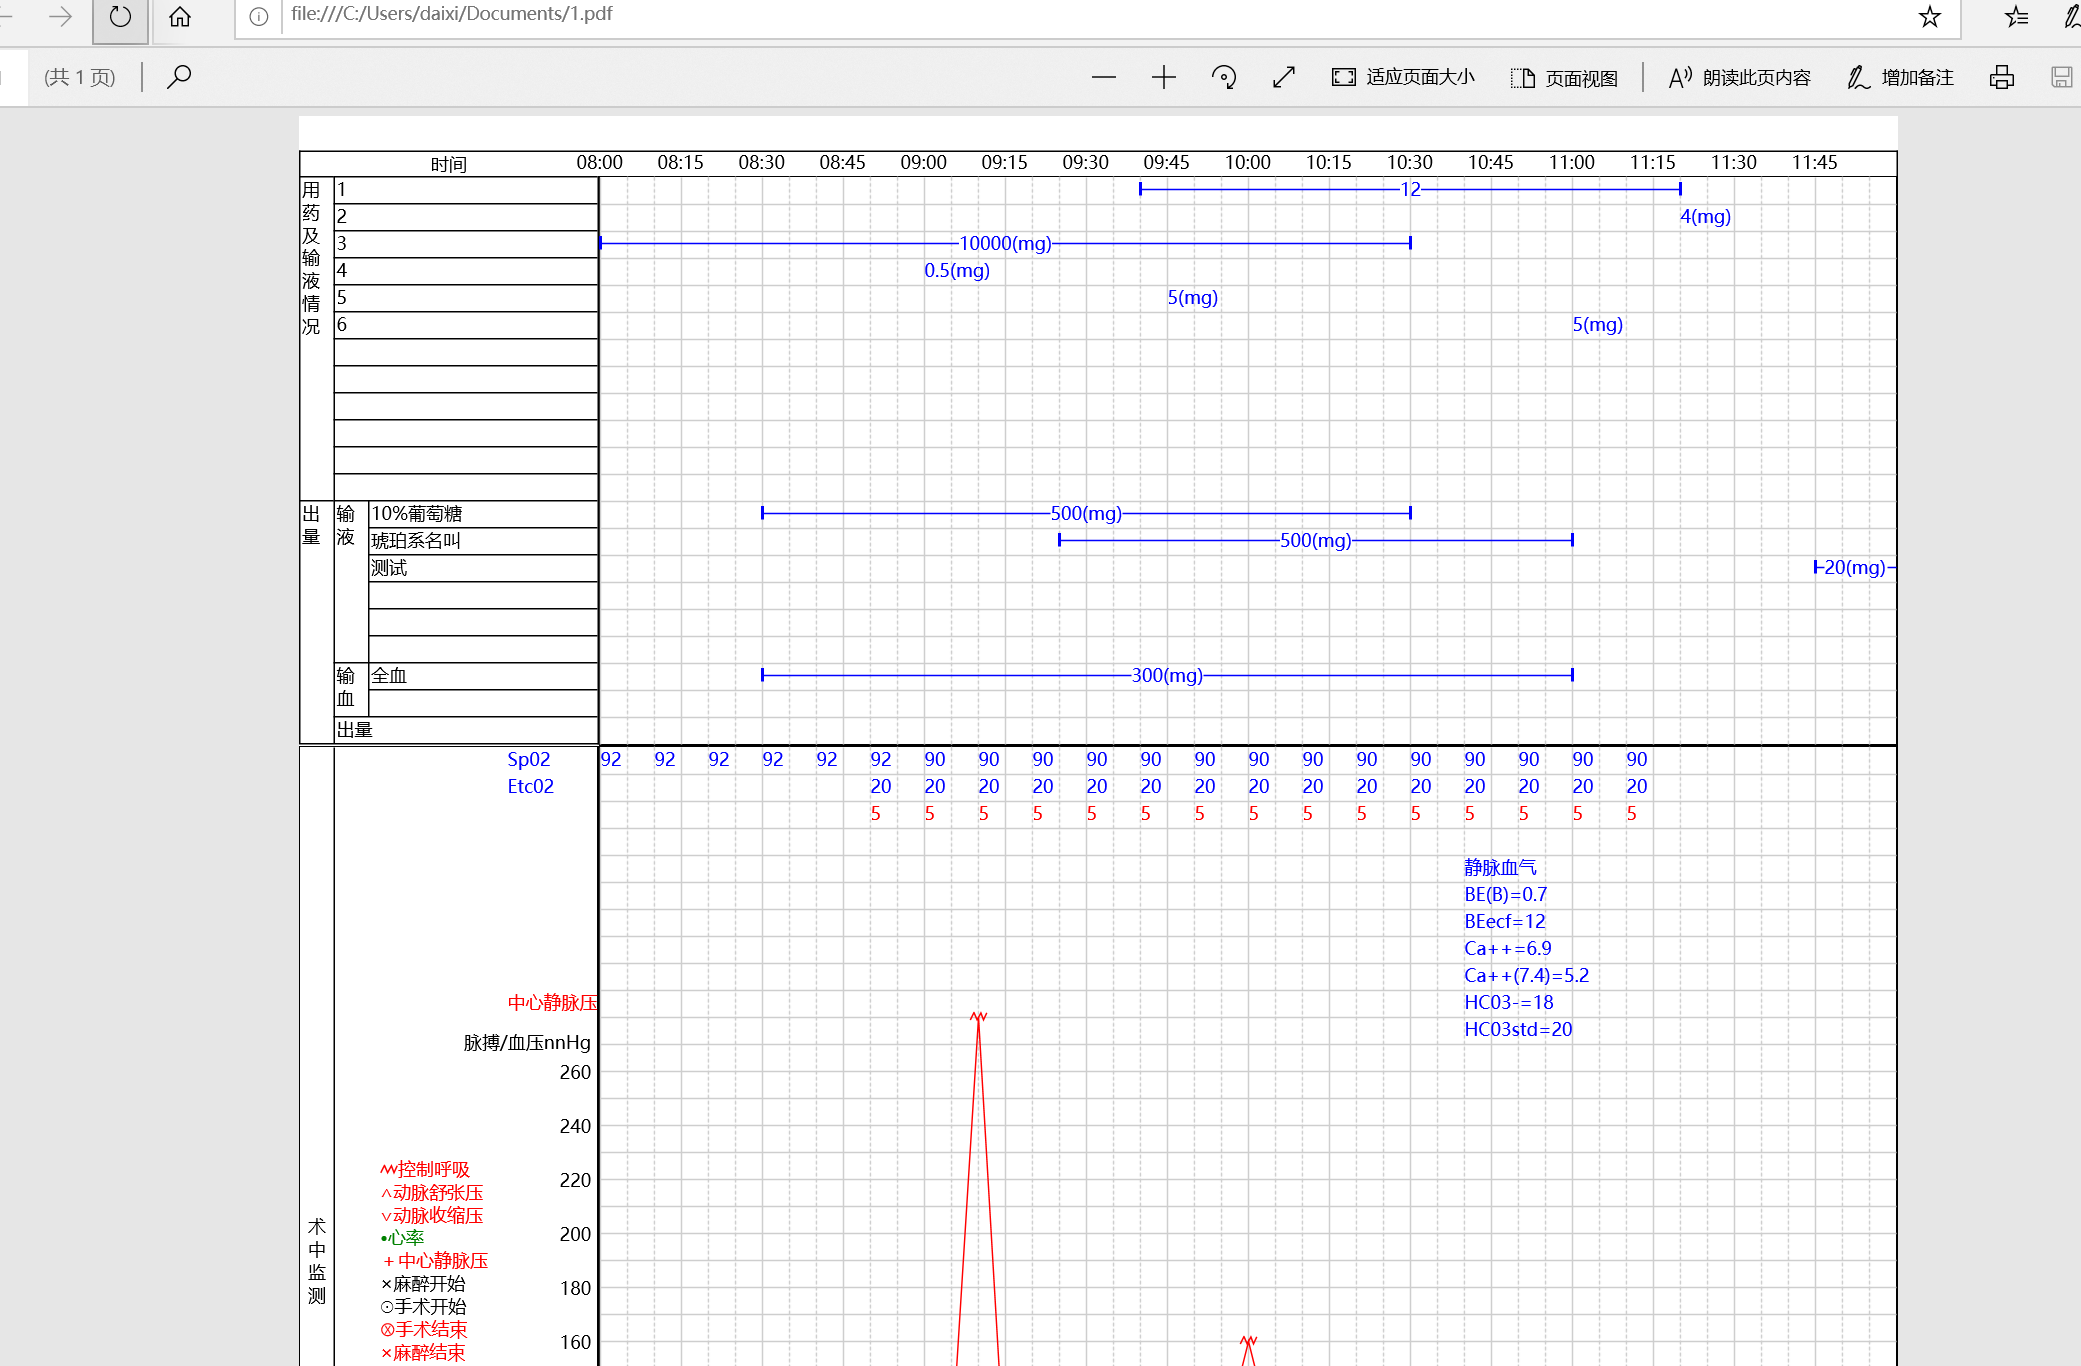 file:///C:/Users/daixi/Documents/1.pdf
(共 1 页)
适应页面大小
页面视图
朗读此页内容
增加备注
时间 08:00 08:15 08:30 08:45 09:00 09:15 09:30 09:45 10:00 10:15 10:30 10:45 11:00 11:15 11:30 11:45
用药及输液情况
1 12
2 4(mg)
3 10000(mg)
4 0.5(mg)
5 5(mg)
6 5(mg)
出量
输液
10%葡萄糖 500(mg)
琥珀系名叫 500(mg)
测试 20(mg)
输血
全血 300(mg)
出量
Sp02 92 92 92 92 92 92 90 90 90 90 90 90 90 90 90 90 90 90 90 90
Etc02 20 20 20 20 20 20 20 20 20 20 20 20 20 20 20
5 5 5 5 5 5 5 5 5 5 5 5 5 5 5
静脉血气
BE(B)=0.7
BEecf=12
Ca++=6.9
Ca++(7.4)=5.2
HC03-=18
HC03std=20
中心静脉压
脉搏/血压nnHg
260
240
220
200
180
160
术中监测
控制呼吸
∧动脉舒张压
∨动脉收缩压
•心率
+中心静脉压
×麻醉开始
⊙手术开始
⊗手术结束
×麻醉结束